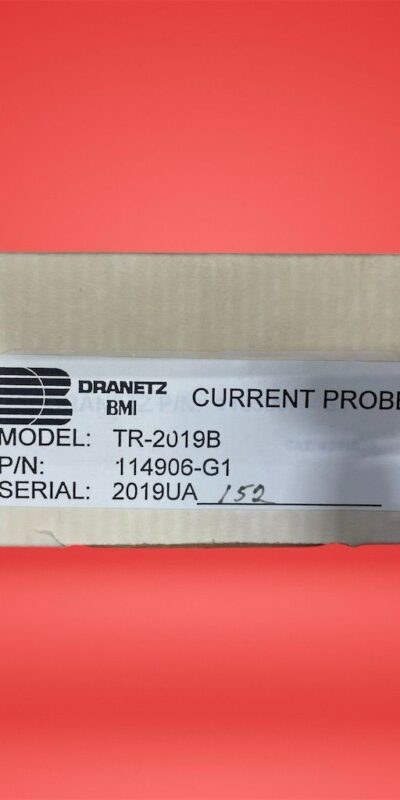 DRANETZ
BMI
CURRENT PROBE
MODEL: TR-2019B
P/N: 114906-G1
SERIAL: 2019UA 152